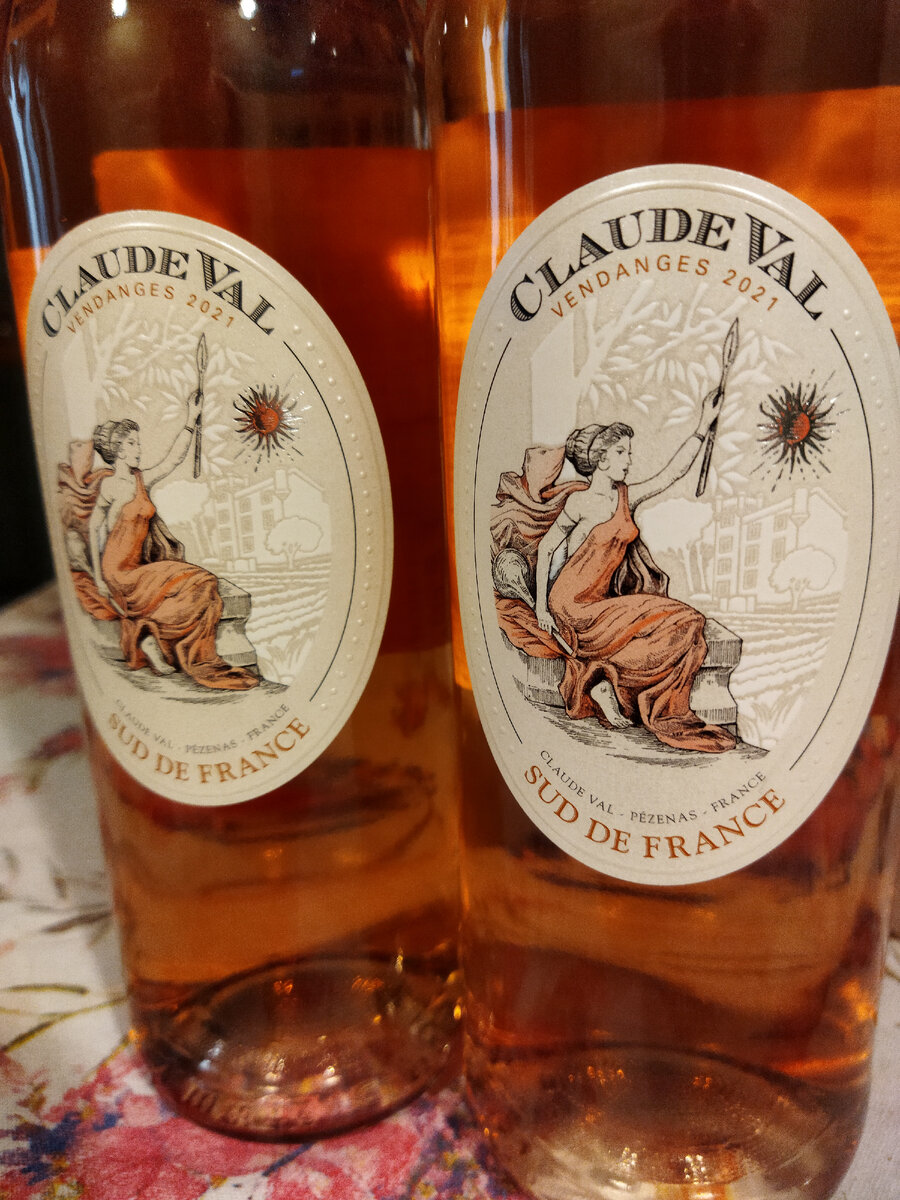 CLAUDE VAL
VENDANGES 2021
CLAUDE VAL - PÉZENAS - FRANCE
SUD DE FRANCE
CLAUDE VAL
VENDANGES 2021
CLAUDE VAL - PÉZENAS - FRANCE
SUD DE FRANCE